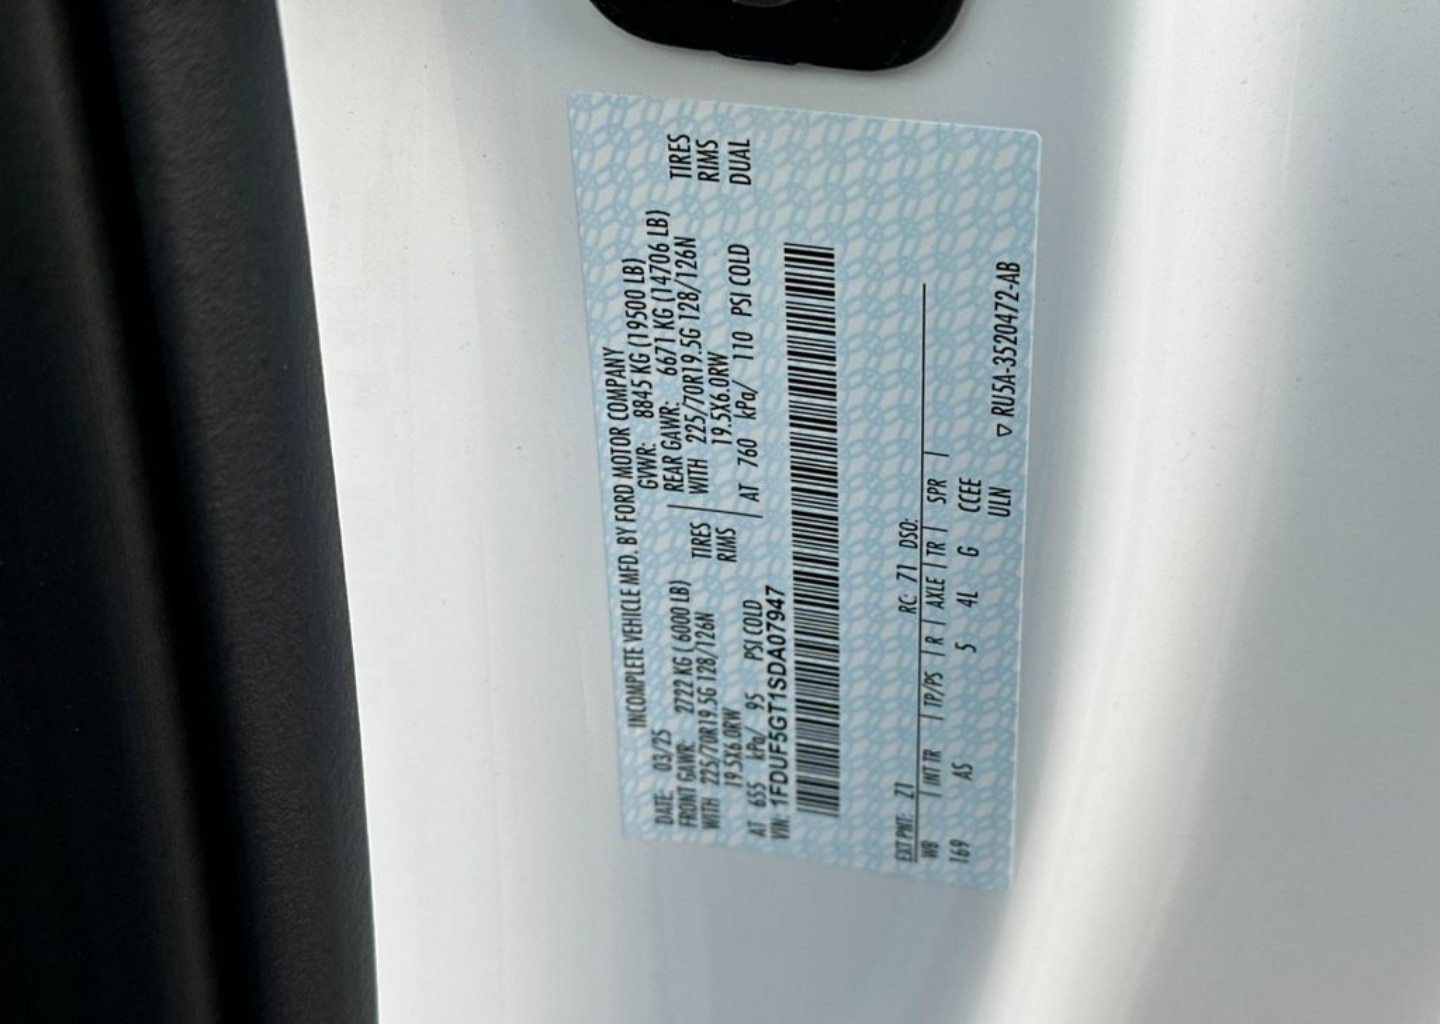 INCOMPLETE VEHICLE MFD. BY FORD MOTOR COMPANY
DATE: 03/25 GVWR: 8845 KG (19500 LB)
FRONT GAWR: 2722 KG ( 6000 LB) REAR GAWR: 6671 KG (14706 LB)
WITH 225/70R19.5G 128/126N TIRES WITH 225/70R19.5G 128/126N TIRES
19.5X6.0RW RIMS 19.5X6.0RW RIMS
AT 655 kPa/ 95 PSI COLD AT 760 kPa/ 110 PSI COLD DUAL
VIN: 1FDUF5GT1SDA07947
EXT PNT: Z1 RC: 71 DSO:
WB | INT TR | TP/PS | R | AXLE | TR | SPR |
169 AS 5 4L G CCEE
ULN
▽ RU5A-3520472-AB